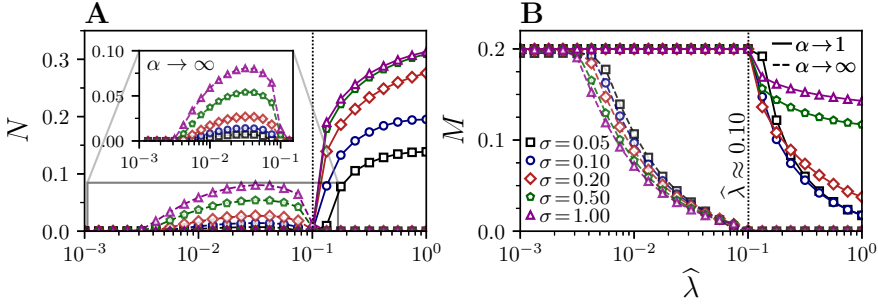 A
N
0.3
0.2
0.1
0.0
0.10
0.05
0.00
α → ∞
10⁻³
10⁻²
10⁻¹
10⁻³
10⁻²
10⁻¹
10⁰
B
M
0.2
0.1
0.0
α→1
α→∞
σ = 0.05
σ = 0.10
σ = 0.20
σ = 0.50
σ = 1.00
λ̂ ≈ 0.10
10⁻³
10⁻²
10⁻¹
10⁰
λ̂